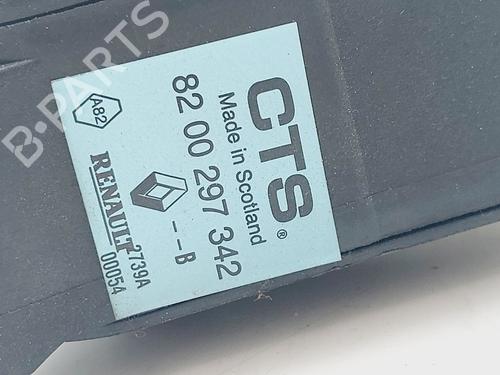 CTS®
Made in Scotland
82 00 297 342
--B
A82
RENAULT
2739A
00054
B-PARTS